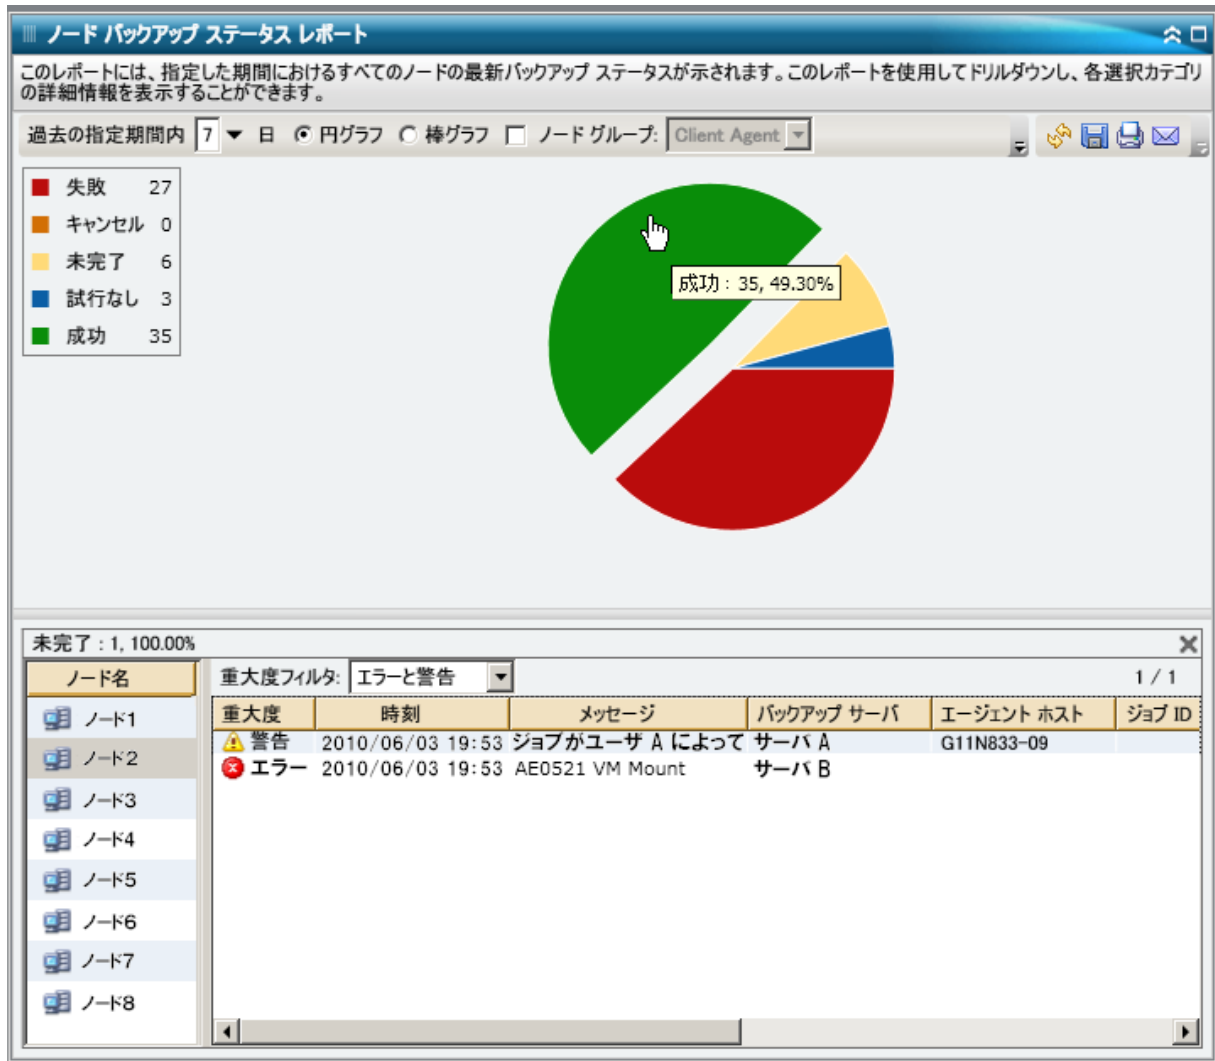 ノード バックアップ ステータス レポート
このレポートには、指定した期間におけるすべてのノードの最新バックアップ ステータスが示されます。このレポートを使用してドリルダウンし、各選択カテゴリ
の詳細情報を表示することができます。
過去の指定期間内 7 日 円グラフ 棒グラフ ノード グループ: Client Agent
失敗 27
キャンセル 0
未完了 6
試行なし 3
成功 35
成功 : 35, 49.30%
未完了 : 1, 100.00%
ノード名
重大度フィルタ: エラーと警告 1 / 1
重大度 時刻 メッセージ バックアップ サーバ エージェント ホスト ジョブ ID
警告 2010/06/03 19:53 ジョブがユーザ A によって サーバ A G11N833-09
エラー 2010/06/03 19:53 AE0521 VM Mount サーバ B
ノード1
ノード2
ノード3
ノード4
ノード5
ノード6
ノード7
ノード8